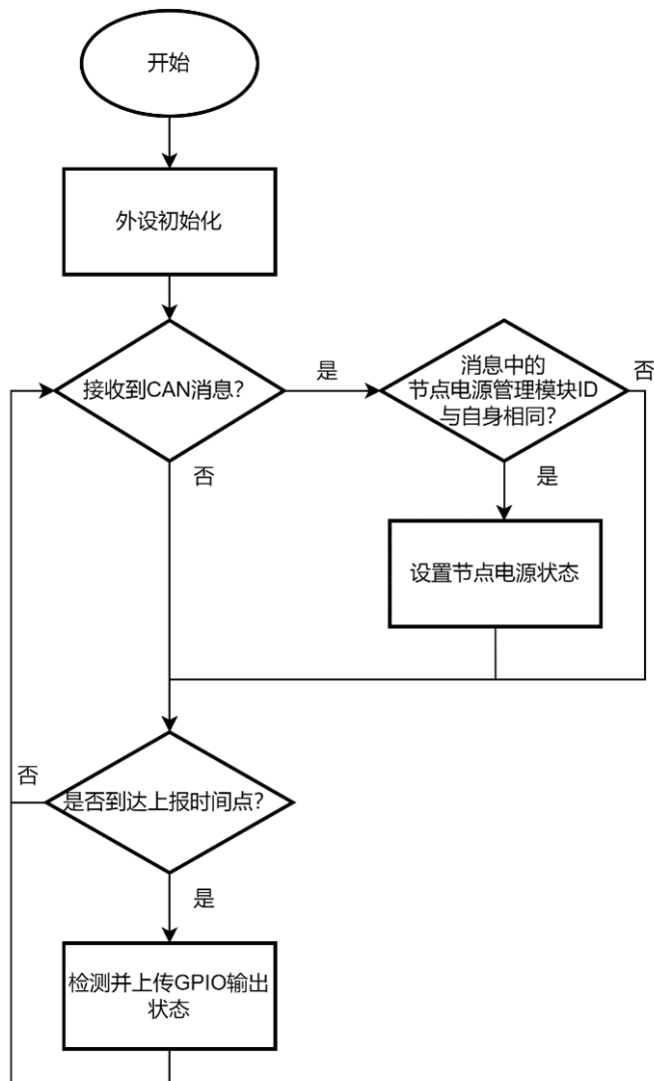 开始
外设初始化
接收到CAN消息？
是
消息中的
节点电源管理模块ID
与自身相同？
否
否
是
设置节点电源状态
否
是否到达上报时间点？
是
检测并上传GPIO输出
状态